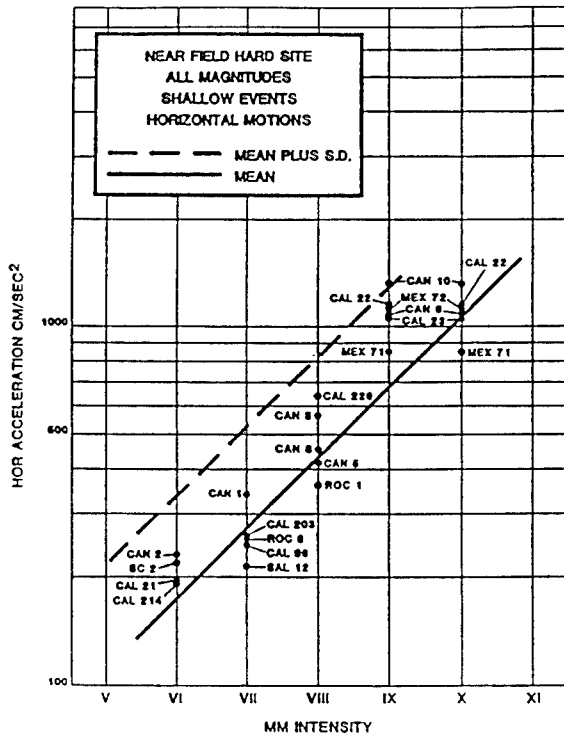 NEAR FIELD HARD SITE
ALL MAGNITUDES
SHALLOW EVENTS
HORIZONTAL MOTIONS
MEAN PLUS S.D.
MEAN
HOR ACCELERATION CM/SEC²
1000
500
100
CAN 10
CAL 22
CAL 22
MEX 72
CAN 9
CAL 23
MEX 71
MEX 71
CAL 226
CAN 8
CAN 6
CAN 5
ROC 1
CAN 1
CAL 203
ROC 8
CAL 96
SAL 12
CAN 2
SC 2
CAL 21
CAL 214
V VI VII VIII IX X XI
MM INTENSITY